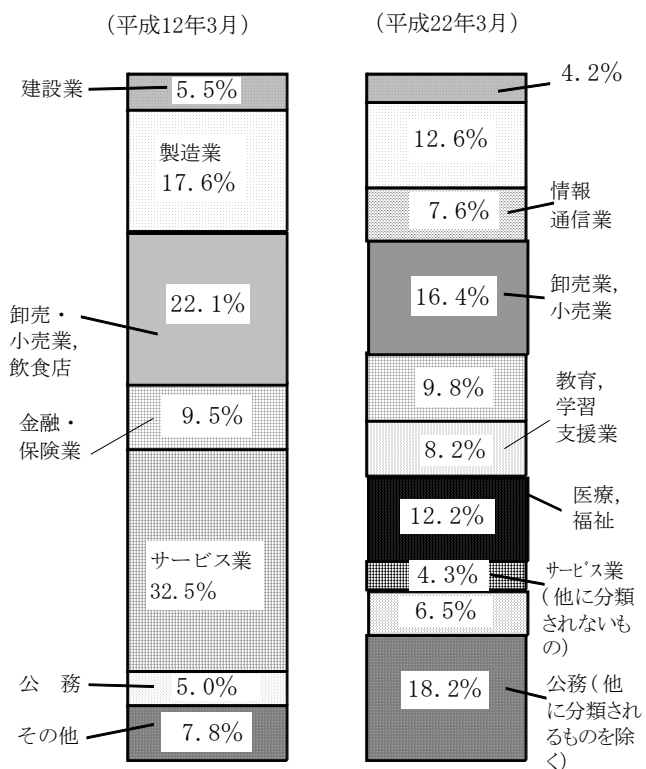 (平成12年3月)
(平成22年3月)
建設業
5.5%
製造業
17.6%
卸売・
小売業,
飲食店
22.1%
金融・
保険業
9.5%
サービス業
32.5%
公 務
5.0%
その他
7.8%
4.2%
12.6%
7.6%
情報
通信業
16.4%
卸売業,
小売業
9.8%
8.2%
教育,
学習
支援業
12.2%
医療,
福祉
4.3%
サービス業
(他に分類
されないも
の)
6.5%
18.2%
公務(他
に分類され
るものを除
く)